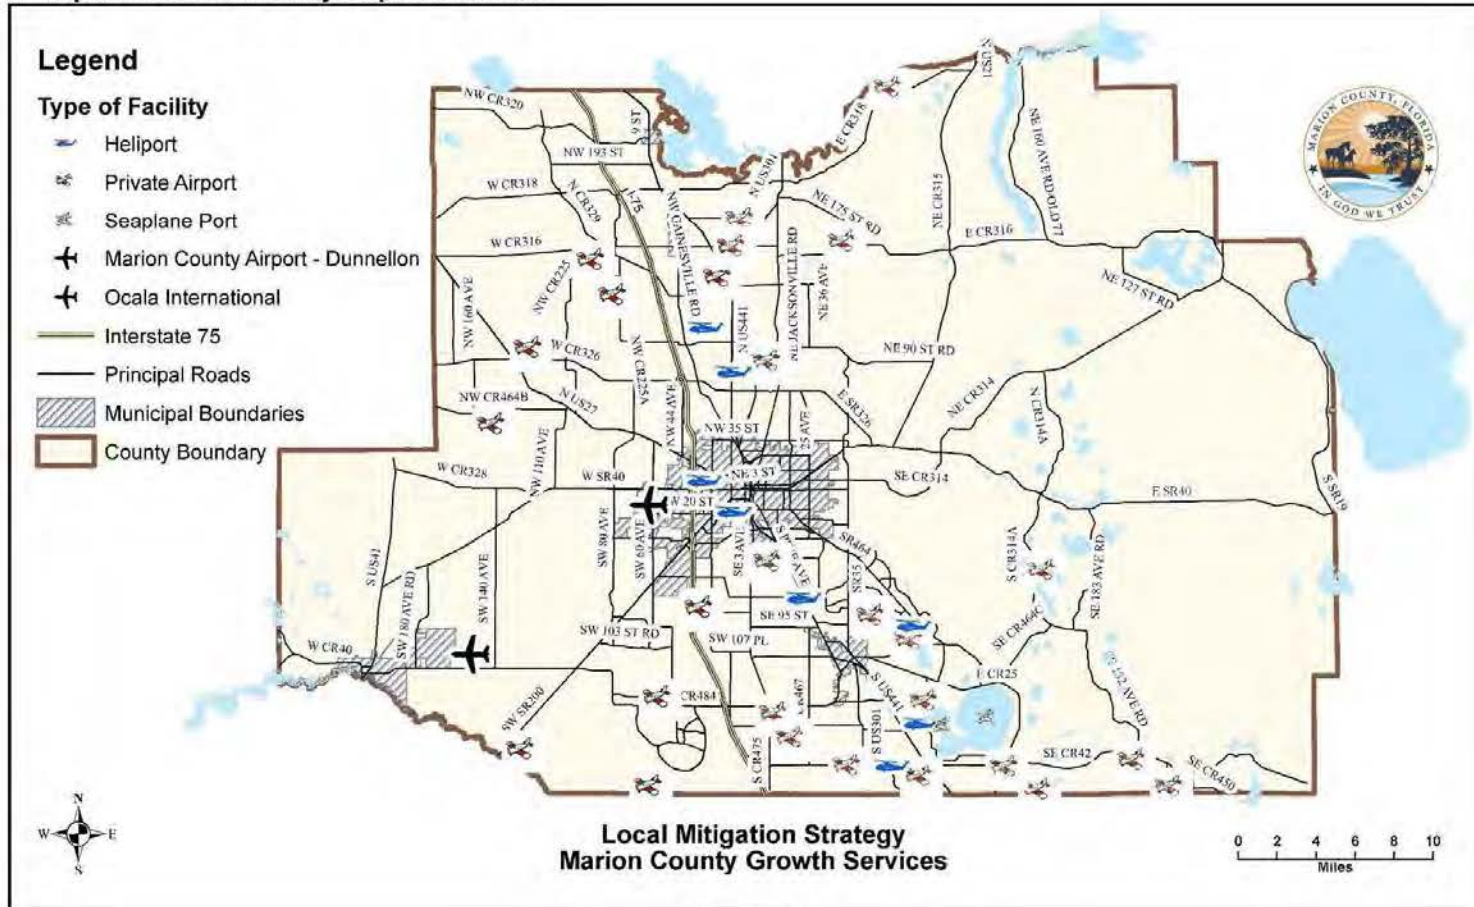 Legend
Type of Facility
Heliport
Private Airport
Seaplane Port
Marion County Airport - Dunnellon
Ocala International
Interstate 75
Principal Roads
Municipal Boundaries
County Boundary
MARION COUNTY, FLORIDA
IN GOD WE TRUST
N US21
NW CR320
E CR318
NW 193 ST
N US301
I-75
W CR318
N CR329
NE 175 ST RD
NE CR315
NE 160 AVE RD/OLD 77
NW GAINESVILLE RD
W CR316
E CR316
NE JACKSONVILLE RD
NE 36 AVE
NW CR225
NW 160 AVE
NE 127 ST RD
N US441
W CR326
NW CR225A
NE 90 ST RD
NW CR464B
N US27
NW 44 AVE
E SR326
NE CR314
N CR314A
NW 35 ST
25 AVE
W CR328
NW 110 AVE
W SR40
NE 3 ST
SE CR314
E SR40
S SR19
W 20 ST
SW 80 AVE
SW 60 AVE
SE 3 AVE
SR464
SR35
S CR314A
SE 183 AVE RD
S US41
SW 180 AVE RD
SW 140 AVE
SE 95 ST
SE CR464C
SW 103 ST RD
SW 107 PL
W CR40
E CR25
SW SR200
CR484
S US441
S US301
S CR475
SE CR42
SE CR450
N
W
E
S
Local Mitigation Strategy
Marion County Growth Services
0 2 4 6 8 10
Miles